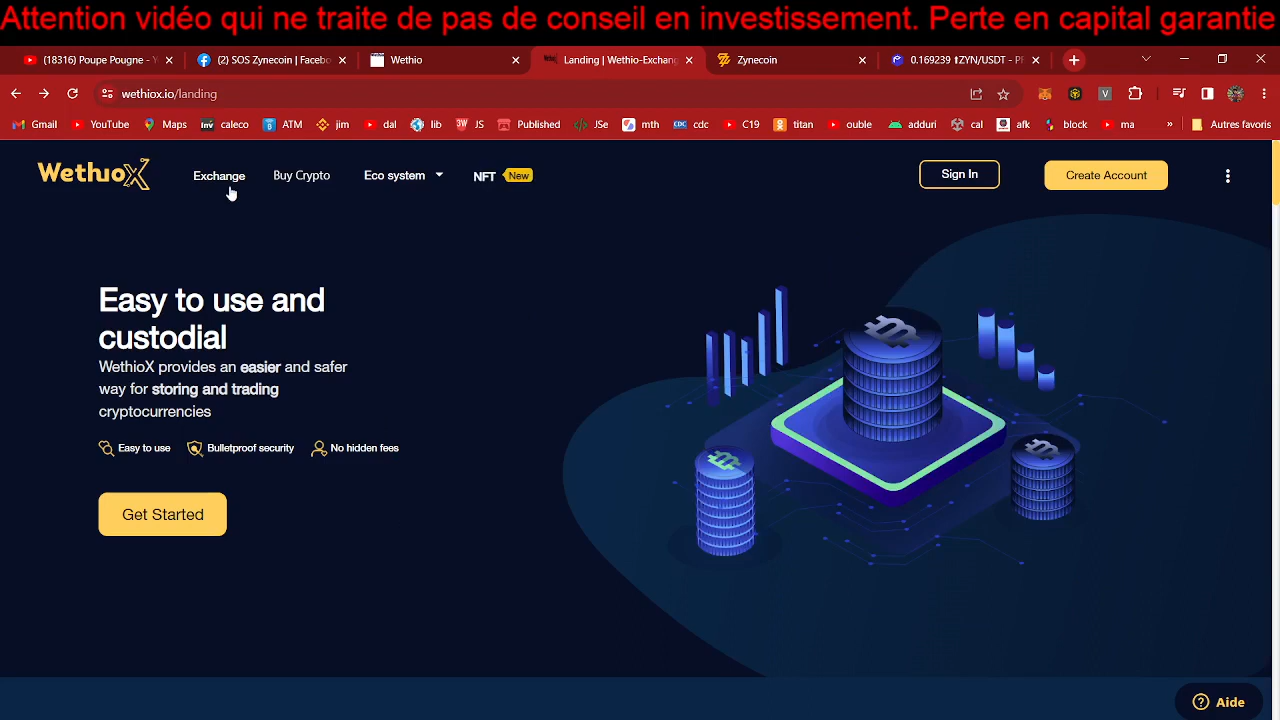 Attention vidéo qui ne traite de pas de conseil en investissement. Perte en capital garantie
(18316) Poupe Pougne - Y
(2) SOS Zynecoin | Facebo
Wethio
Landing | Wethio-Exchang
Zynecoin
0.169239 ZYN/USDT - Pr
wethiox.io/landing
Gmail
YouTube
Maps
caleco
ATM
jim
dal
lib
JS
Published
JSe
mth
cdc
C19
titan
ouble
adduri
cal
afk
block
ma
»
Autres favoris
WethioX
Exchange
Buy Crypto
Eco system
NFT
New
Sign In
Create Account
Easy to use and
custodial
WethioX provides an easier and safer
way for storing and trading
cryptocurrencies
Easy to use
Bulletproof security
No hidden fees
Get Started
Aide